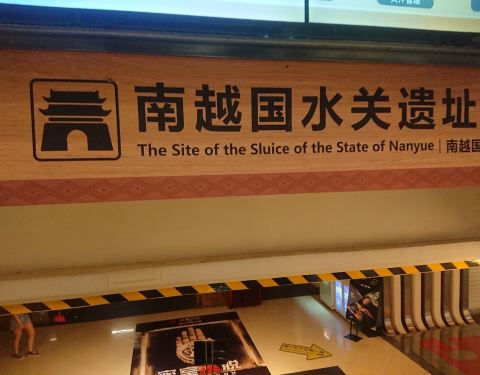 南越国水关遗址
The Site of the Sluice of the State of Nanyue | 南越国